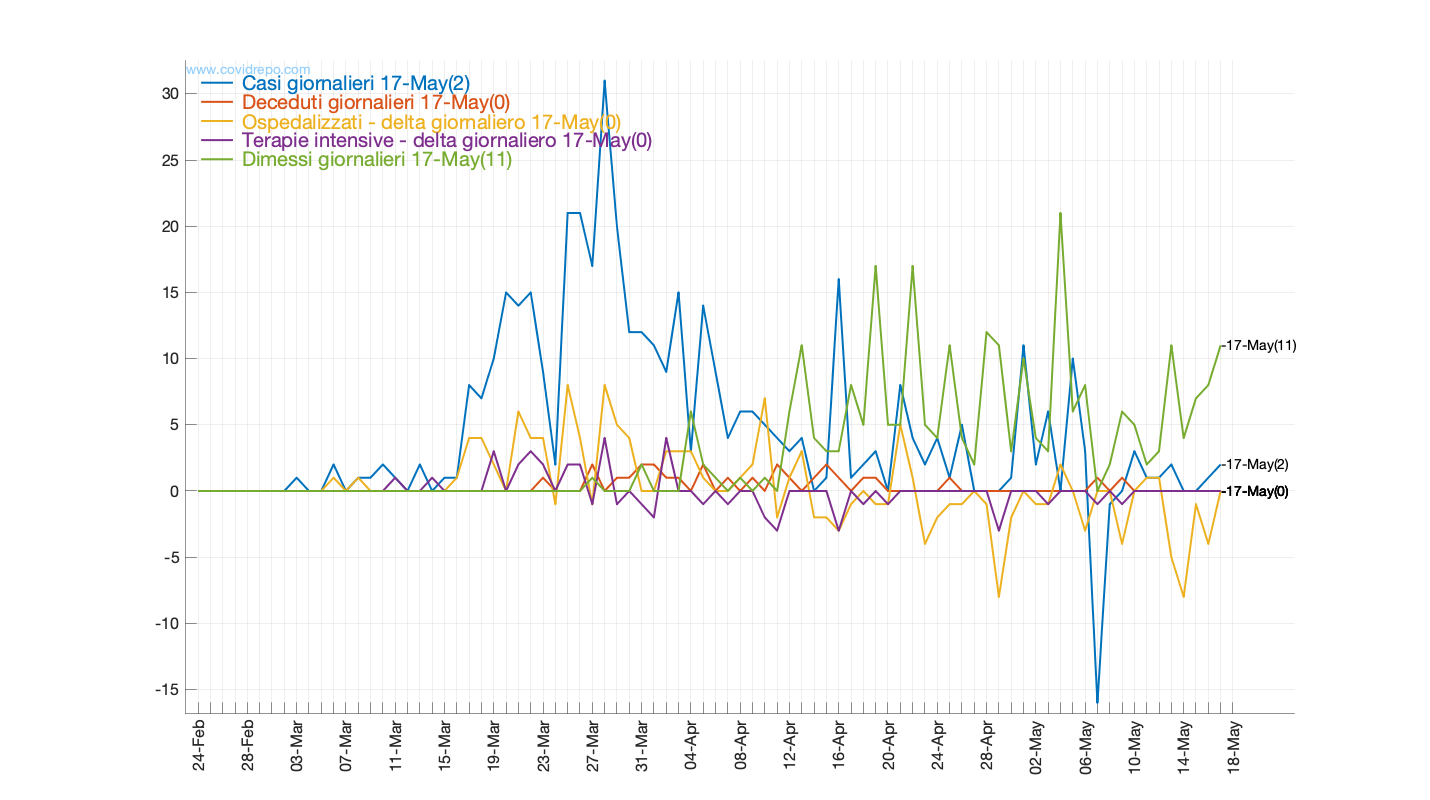 www.covidrepo.com
Casi giornalieri 17-May(2)
Deceduti giornalieri 17-May(0)
Ospedalizzati - delta giornaliero 17-May(0)
Terapie intensive - delta giornaliero 17-May(0)
Dimessi giornalieri 17-May(11)
30
25
20
15
10
5
0
-5
-10
-15
-17-May(11)
-17-May(2)
-17-May(0)
24-Feb
28-Feb
03-Mar
07-Mar
11-Mar
15-Mar
19-Mar
23-Mar
27-Mar
31-Mar
04-Apr
08-Apr
12-Apr
16-Apr
20-Apr
24-Apr
28-Apr
02-May
06-May
10-May
14-May
18-May